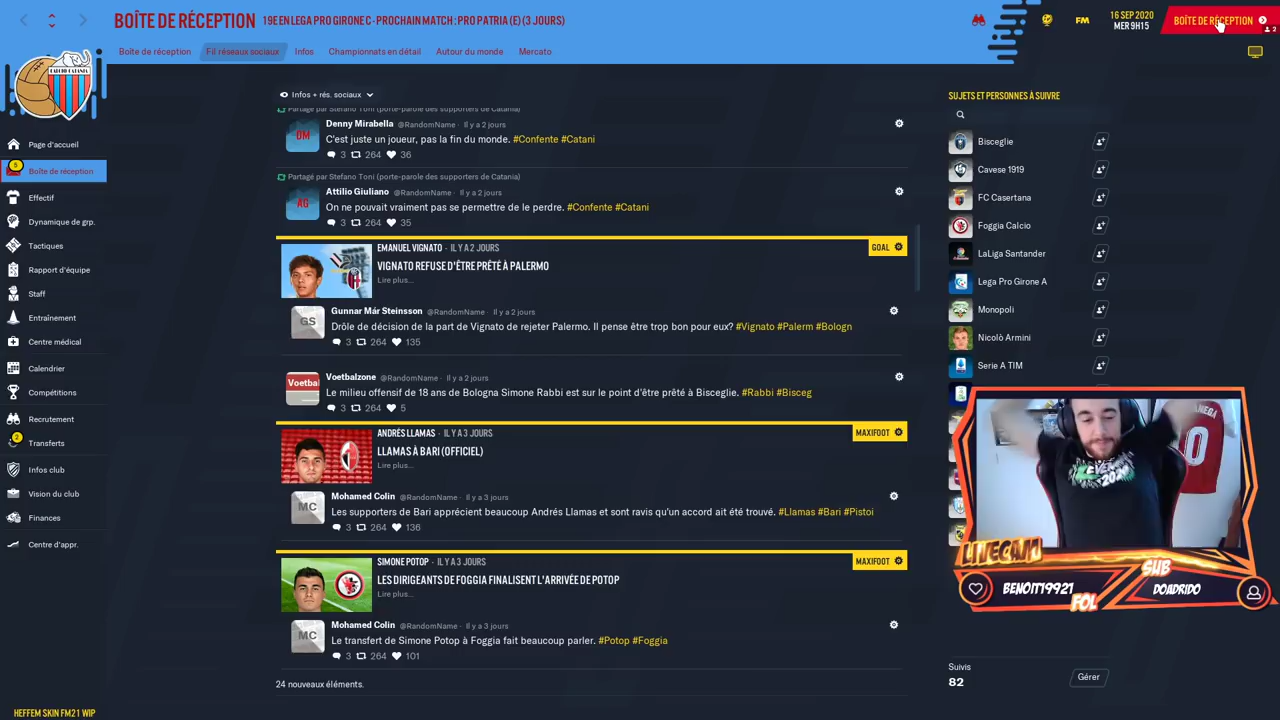 BOÎTE DE RÉCEPTION
19E EN LEGA PRO GIRONE C - PROCHAIN MATCH : PRO PATRIA (E) (3 JOURS)
FM
16 SEP 2020
MER 9H15
BOÎTE DE RÉCEPTION
2
Boîte de réception
Fil réseaux sociaux
Infos
Championnats en détail
Autour du monde
Mercato
CALCIO CATANIA
Page d'accueil
5
Boîte de réception
Effectif
Dynamique de grp.
Tactiques
Rapport d'équipe
Staff
Entraînement
Centre médical
Calendrier
Compétitions
Recrutement
2
Transferts
Infos club
Vision du club
Finances
Centre d'appr.
HEFFEM SKIN FM21 WIP
Infos + rés. sociaux
Partagé par Stefano Toni (porte-parole des supporters de Catania)
DM
Denny Mirabella @RandomName · Il y a 2 jours
C'est juste un joueur, pas la fin du monde. #Confente #Catani
3 264 36
Partagé par Stefano Toni (porte-parole des supporters de Catania)
AG
Attilio Giuliano @RandomName · Il y a 2 jours
On ne pouvait vraiment pas se permettre de le perdre. #Confente #Catani
3 264 35
EMANUEL VIGNATO - IL Y A 2 JOURS
GOAL
VIGNATO REFUSE D'ÊTRE PRÊTÉ À PALERMO
Lire plus...
GS
Gunnar Már Steinsson @RandomName · Il y a 2 jours
Drôle de décision de la part de Vignato de rejeter Palermo. Il pense être trop bon pour eux? #Vignato #Palerm #Bologn
3 264 135
Voetbal
Voetbalzone @RandomName · Il y a 2 jours
Le milieu offensif de 18 ans de Bologna Simone Rabbi est sur le point d'être prêté à Bisceglie. #Rabbi #Bisceg
3 264 5
ANDRÉS LLAMAS - IL Y A 3 JOURS
MAXIFOOT
LLAMAS À BARI (OFFICIEL)
Lire plus...
MC
Mohamed Colin @RandomName · Il y a 3 jours
Les supporters de Bari apprécient beaucoup Andrés Llamas et sont ravis qu'un accord ait été trouvé. #Llamas #Bari #Pistoi
3 264 136
SIMONE POTOP - IL Y A 3 JOURS
MAXIFOOT
LES DIRIGEANTS DE FOGGIA FINALISENT L'ARRIVÉE DE POTOP
Lire plus...
MC
Mohamed Colin @RandomName · Il y a 3 jours
Le transfert de Simone Potop à Foggia fait beaucoup parler. #Potop #Foggia
3 264 101
24 nouveaux éléments.
SUJETS ET PERSONNES À SUIVRE
Bisceglie
Cavese 1919
FC Casertana
Foggia Calcio
LaLiga Santander
Lega Pro Girone A
Monopoli
Nicolò Armini
Serie A TIM
LIVECAM
BENOIT19921
FOL
SUB
DOADRIDO
Suivis
82
Gérer